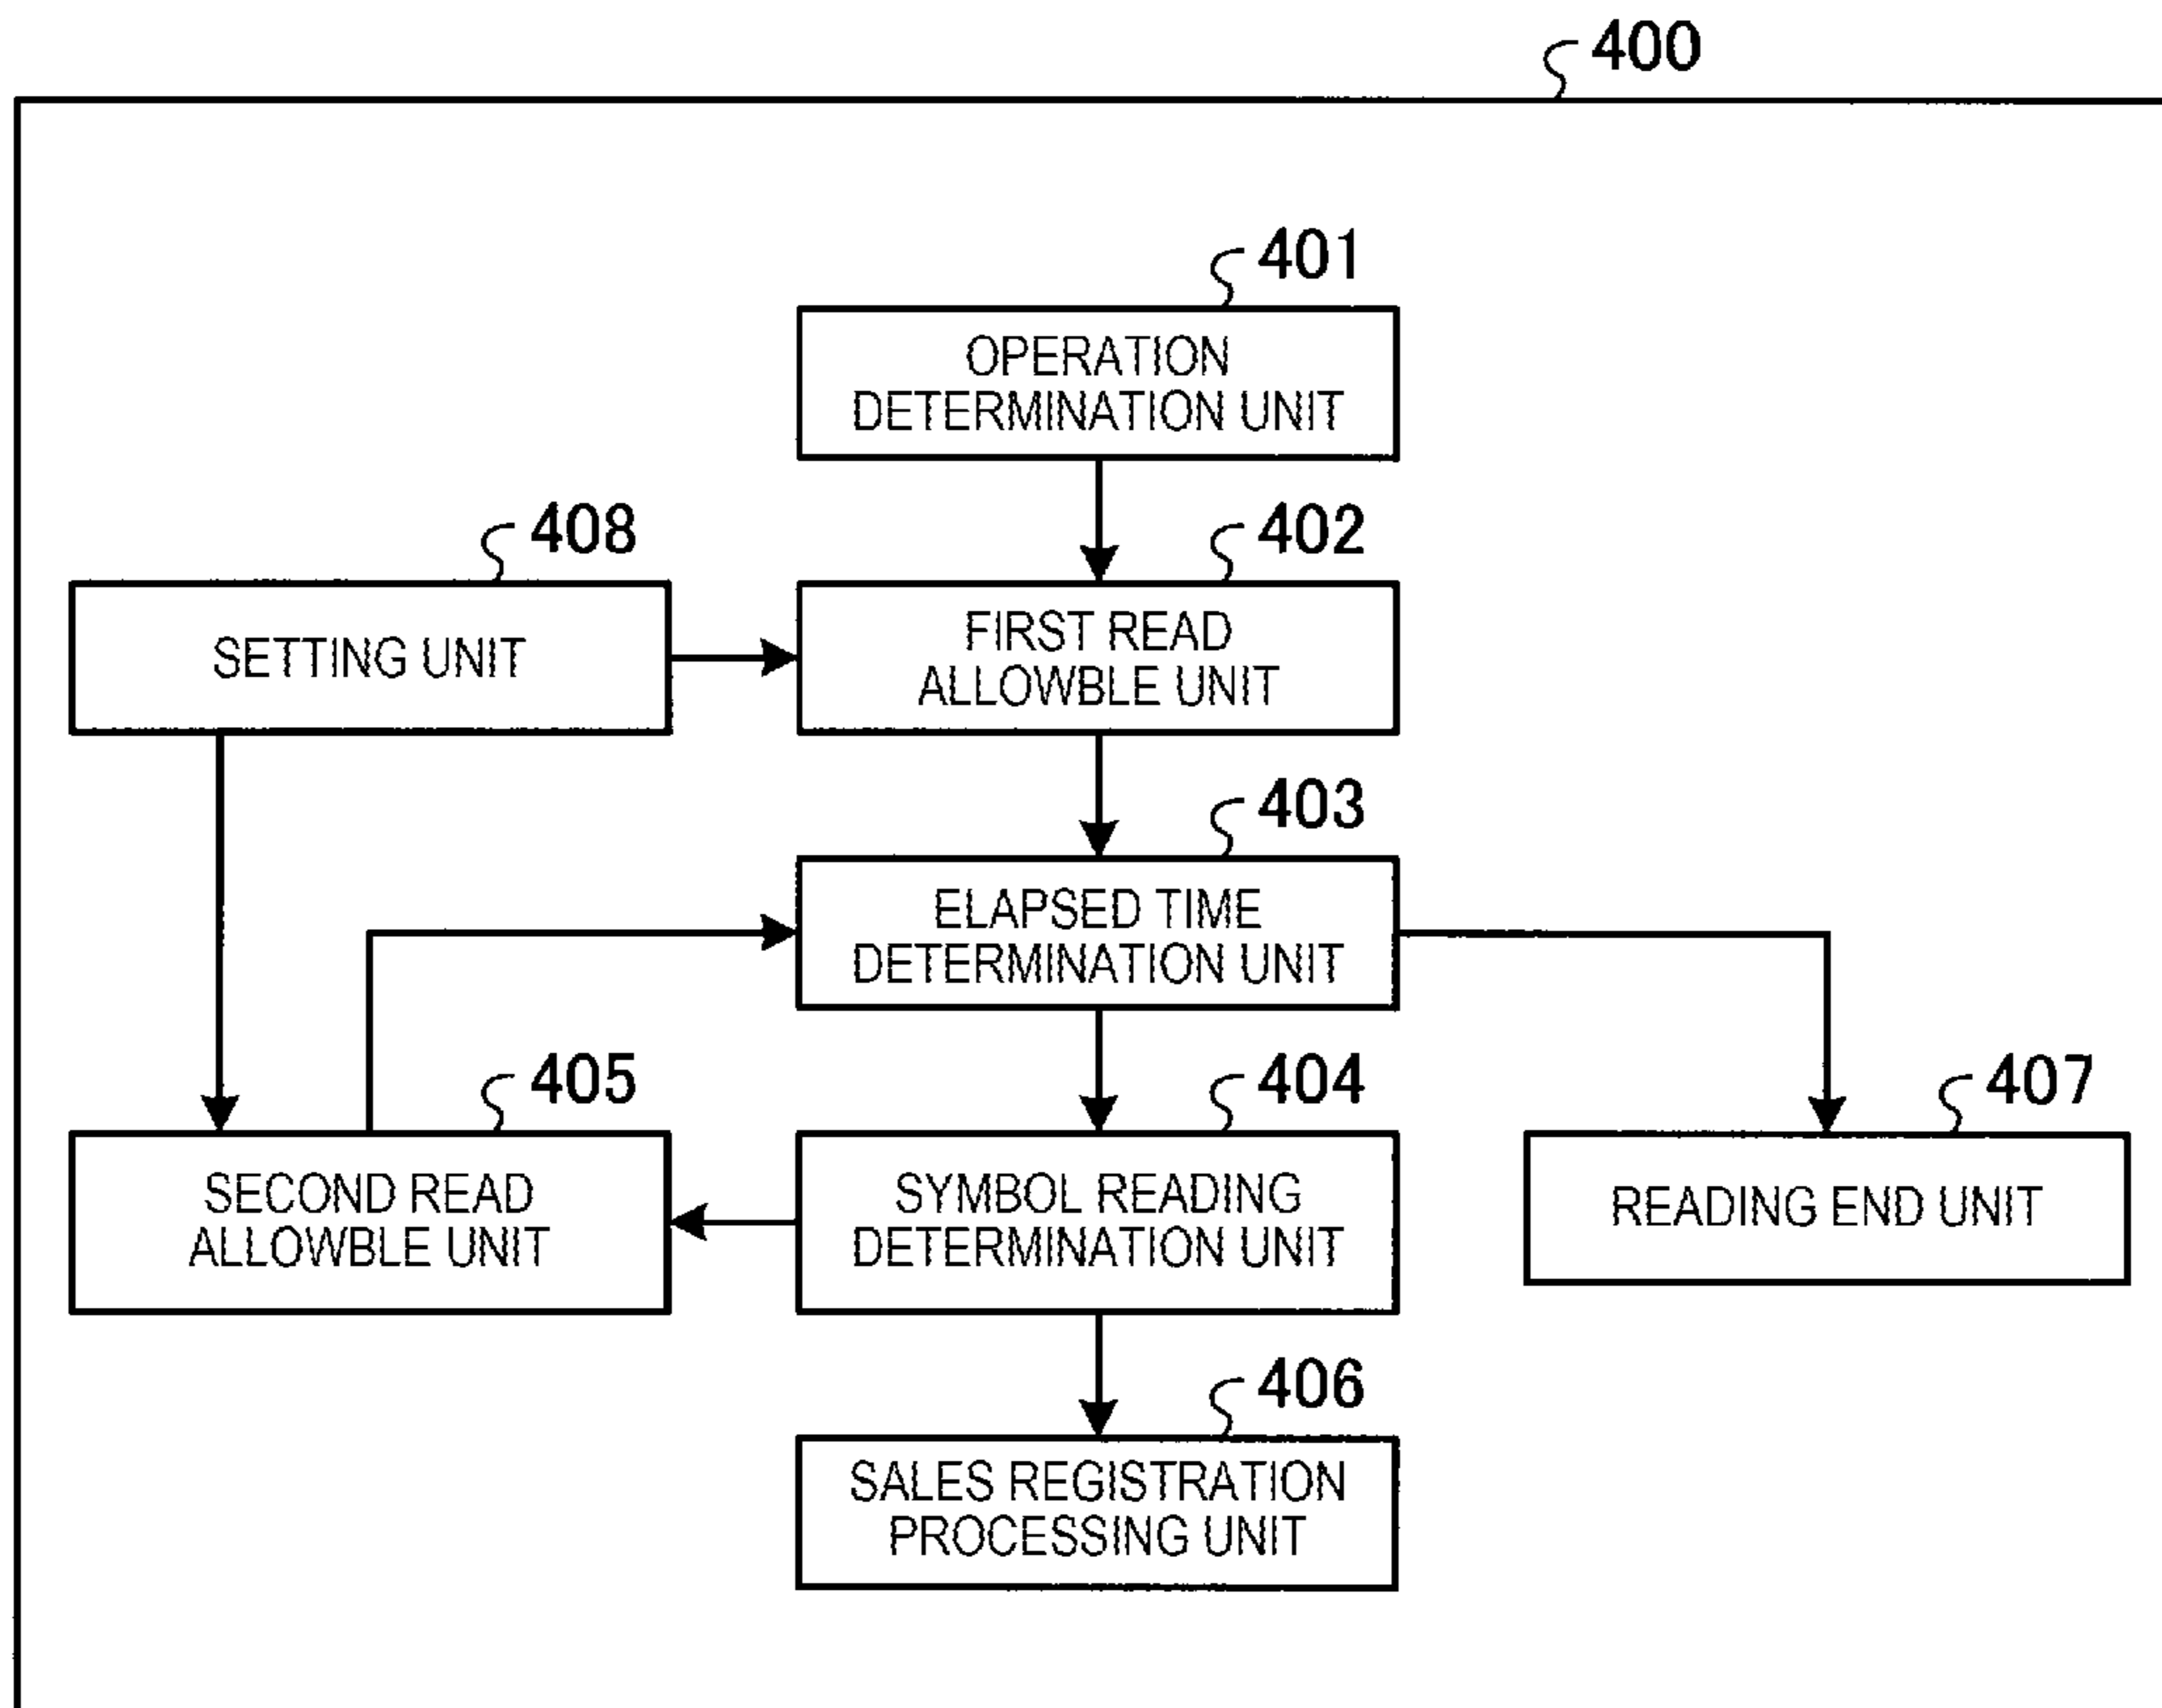 400
401
OPERATION
DETERMINATION UNIT
408
402
SETTING UNIT
FIRST READ
ALLOWBLE UNIT
403
ELAPSED TIME
DETERMINATION UNIT
405
404
407
SECOND READ
ALLOWBLE UNIT
SYMBOL READING
DETERMINATION UNIT
READING END UNIT
406
SALES REGISTRATION
PROCESSING UNIT